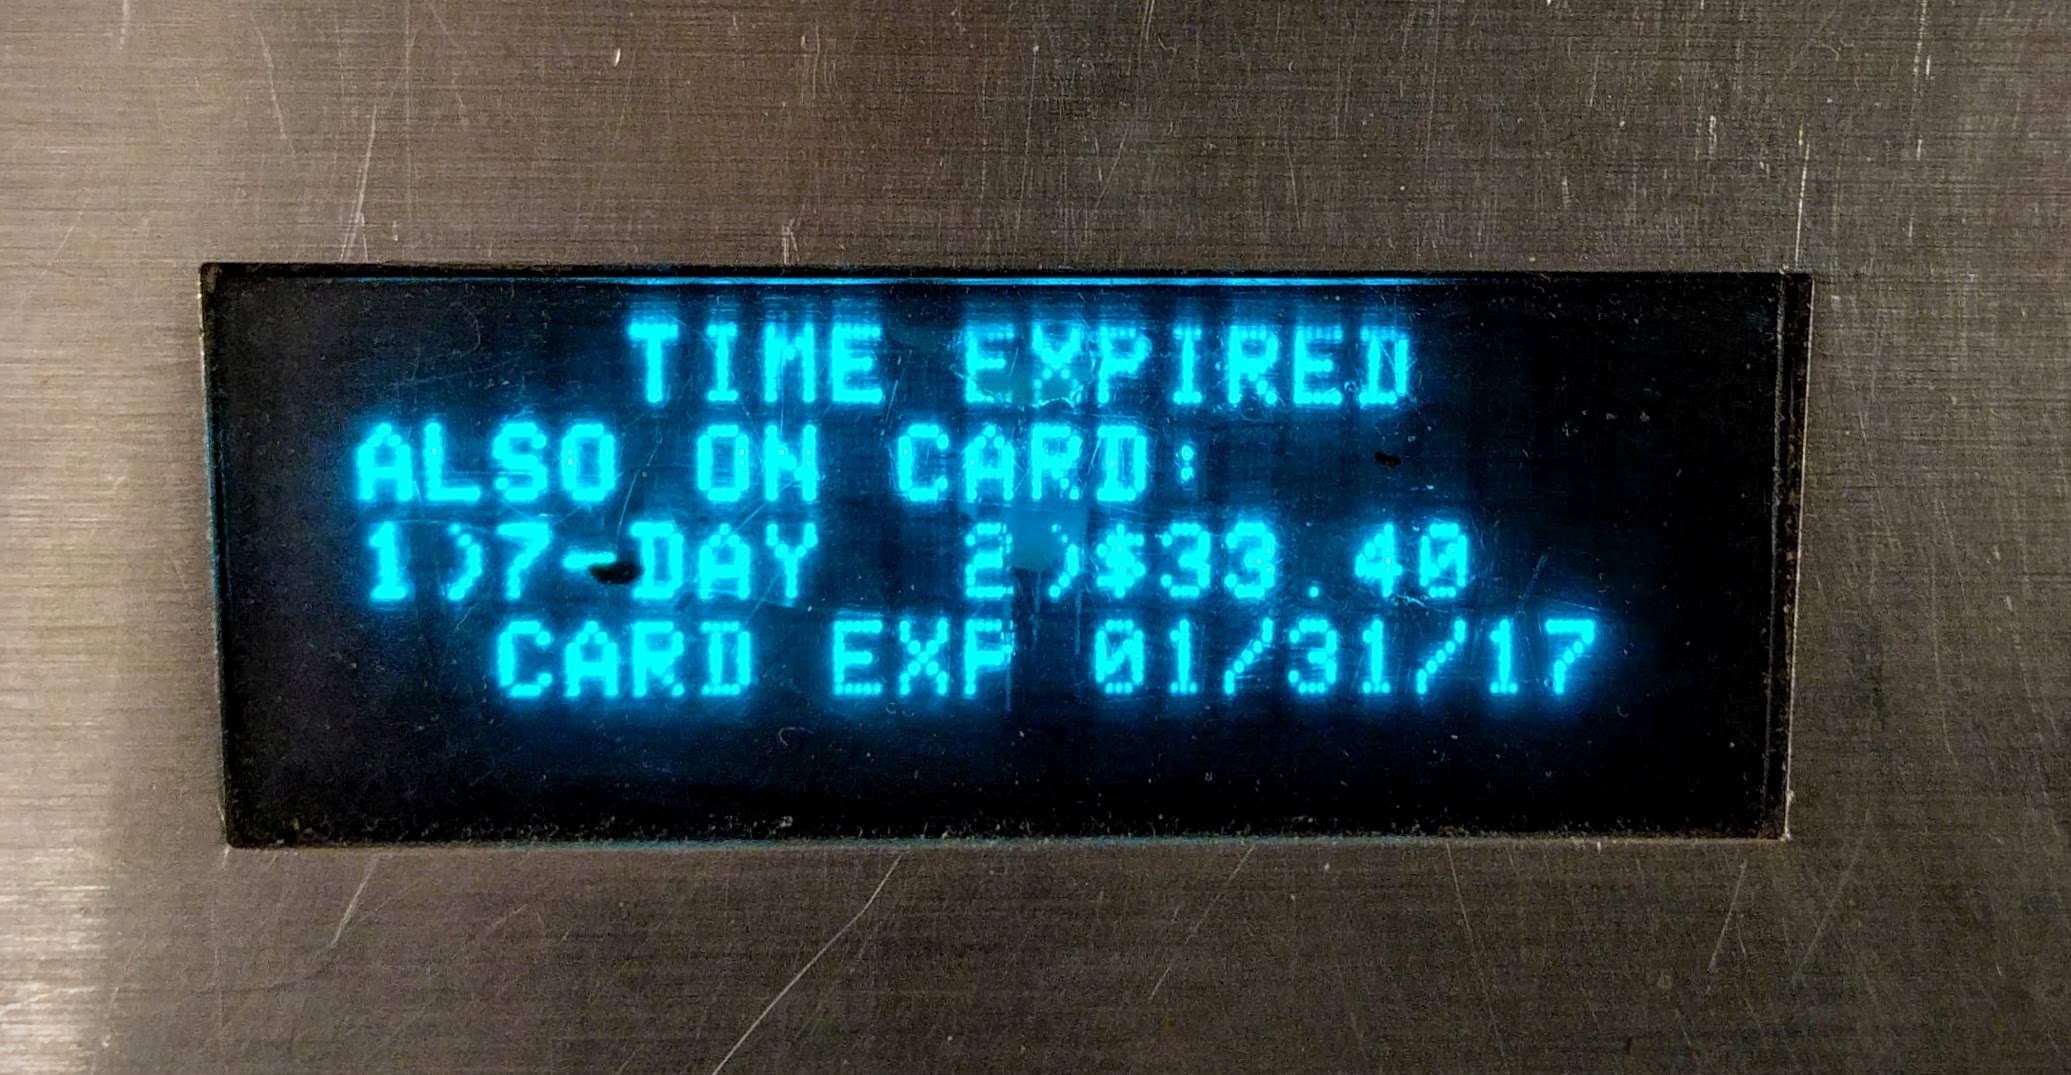 TIME EXPIRED
ALSO ON CARD:
1)7-DAY 2)$33.40
CARD EXP 01/31/17